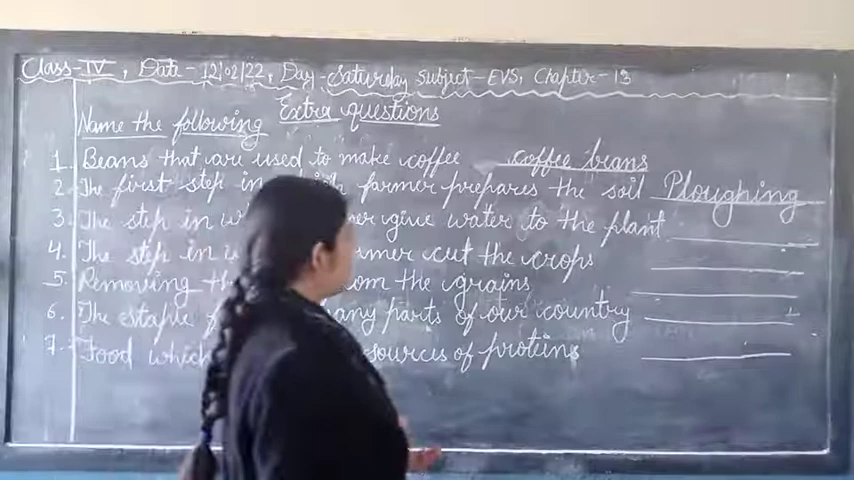 Class-IV, Date-12/02/22, Day-Saturday Subject-EVS, Chapter-13
Extra questions
Name the following
1. Beans that are used to make coffee coffee beans
2. The first step in farmer prepares the soil Ploughing
3. The step in give water to the plant
4. The step in cut the crops
5. Removing from the grains
6. The staple many parts of our country
7. Food which sources of proteins